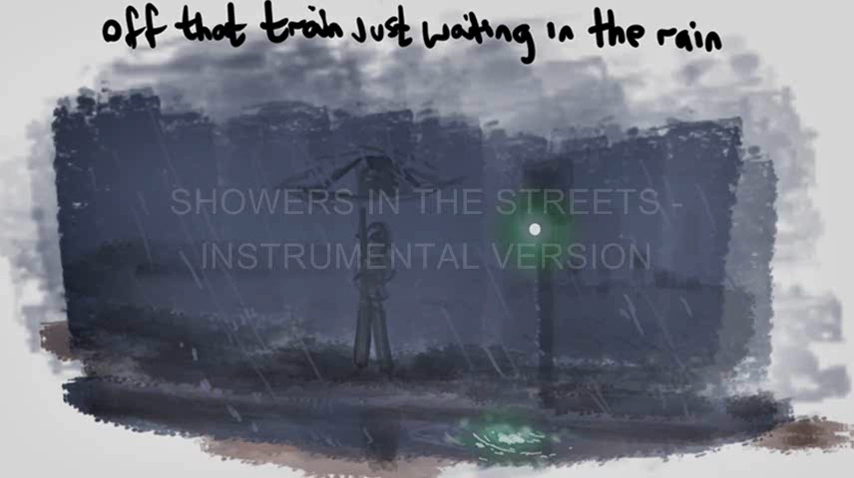 off that train just waiting in the rain
SHOWERS IN THE STREETS -
INSTRUMENTAL VERSION